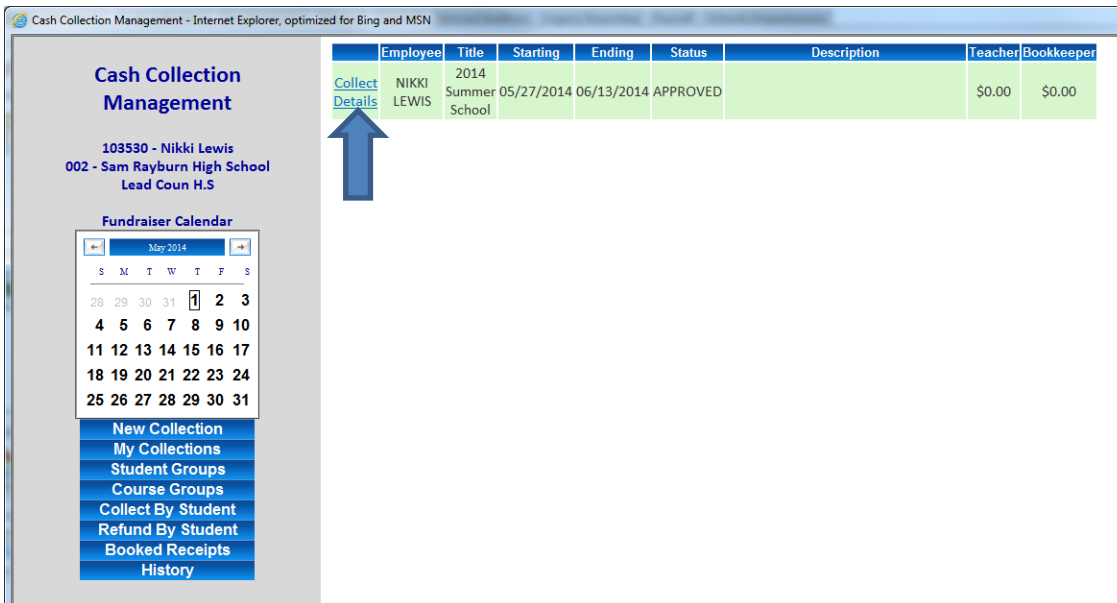 Cash Collection Management - Internet Explorer, optimized for Bing and MSN
Cash Collection
Management
103530 - Nikki Lewis
002 - Sam Rayburn High School
Lead Coun H.S
Fundraiser Calendar
May 2014
S M T W T F S
28 29 30 31 1 2 3
4 5 6 7 8 9 10
11 12 13 14 15 16 17
18 19 20 21 22 23 24
25 26 27 28 29 30 31
New Collection
My Collections
Student Groups
Course Groups
Collect By Student
Refund By Student
Booked Receipts
History
Employee Title Starting Ending Status Description Teacher Bookkeeper
Collect
Details
NIKKI
LEWIS
2014
Summer
School
05/27/2014 06/13/2014 APPROVED $0.00 $0.00